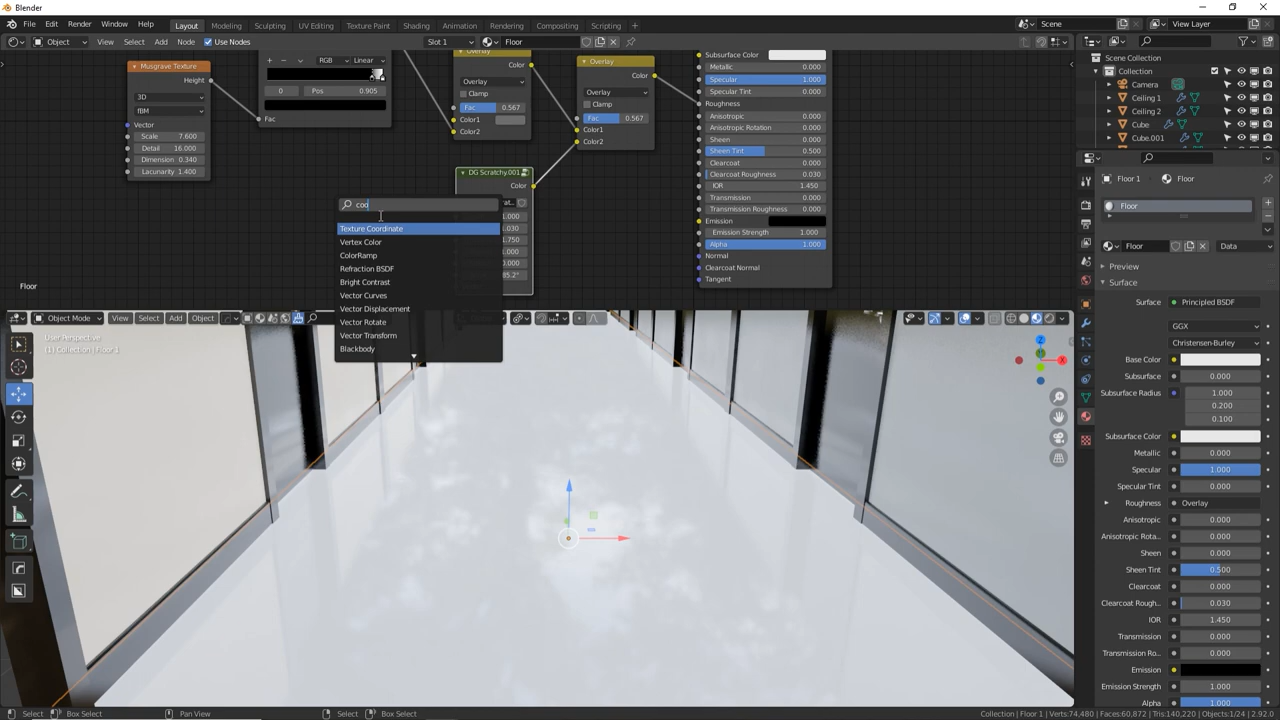 Blender
File Edit Render Window Help
Layout Modeling Sculpting UV Editing Texture Paint Shading Animation Rendering Compositing Scripting +
Scene
View Layer
Object View Select Add Node Use Nodes
Slot 1
Floor
Musgrave Texture
Height
3D
fBM
Vector
Scale 7.600
Detail 16.000
Dimension 0.340
Lacunarity 1.400
RGB Linear
0 Pos 0.905
Fac
Overlay
Color
Overlay
Clamp
Fac 0.567
Color1
Color2
Overlay
Color
Overlay
Clamp
Fac 0.567
Color1
Color2
DG Scratchy.001
Color
Subsurface Color
Metallic 0.000
Specular 1.000
Specular Tint 0.000
Roughness
Anisotropic 0.000
Anisotropic Rotation 0.000
Sheen 0.000
Sheen Tint 0.500
Clearcoat 0.000
Clearcoat Roughness 0.030
IOR 1.450
Transmission 0.000
Transmission Roughness 0.000
Emission
Emission Strength 1.000
Alpha 1.000
Normal
Clearcoat Normal
Tangent
coo
Texture Coordinate
Vertex Color
ColorRamp
Refraction BSDF
Bright Contrast
Vector Curves
Vector Displacement
Vector Rotate
Vector Transform
Blackbody
Floor
Object Mode View Select Add Object
User Perspective
(1) Collection | Floor 1
Scene Collection
Collection
Camera
Ceiling 1
Ceiling 2
Cube
Cube.001
Floor 1 Floor
Floor
Floor Data
Preview
Surface
Surface Principled BSDF
GGX
Christensen-Burley
Base Color
Subsurface 0.000
Subsurface Radius 1.000
0.200
0.100
Subsurface Color
Metallic 0.000
Specular 1.000
Specular Tint 0.000
Roughness Overlay
Anisotropic 0.000
Anisotropic Rota... 0.000
Sheen 0.000
Sheen Tint 0.500
Clearcoat 0.000
Clearcoat Rough... 0.030
IOR 1.450
Transmission 0.000
Transmission Ro... 0.000
Emission
Emission Strength 1.000
Alpha 1.000
Select Box Select Pan View Select Box Select
Collection | Floor 1 | Verts:74,480 | Faces:60,872 | Tris:140,220 | Objects:1/24 | 2.92.0